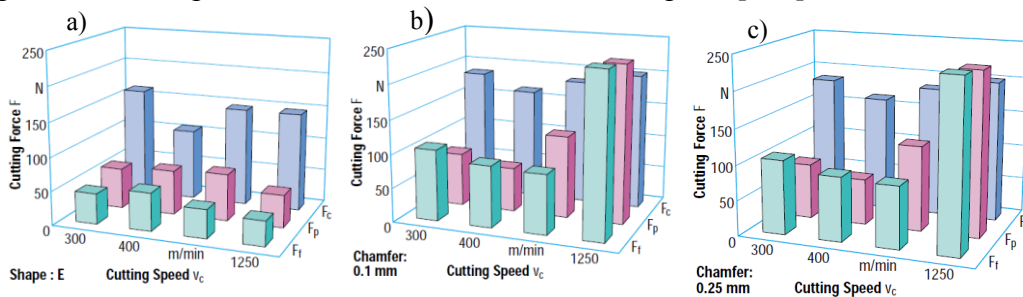 a)
250
N
150
100
50
0
Cutting Force F
300
400
m/min
1250
Fc
Fp
Ff
Shape : E
Cutting Speed vc
b)
250
N
150
100
50
0
Cutting Force F
300
400
m/min
1250
Fc
Fp
Ff
Chamfer:
0.1 mm
Cutting Speed vc
c)
250
N
150
100
50
0
Cutting Force F
300
400
m/min
1250
Fp
Ff
Chamfer:
0.25 mm
Cutting Speed vc